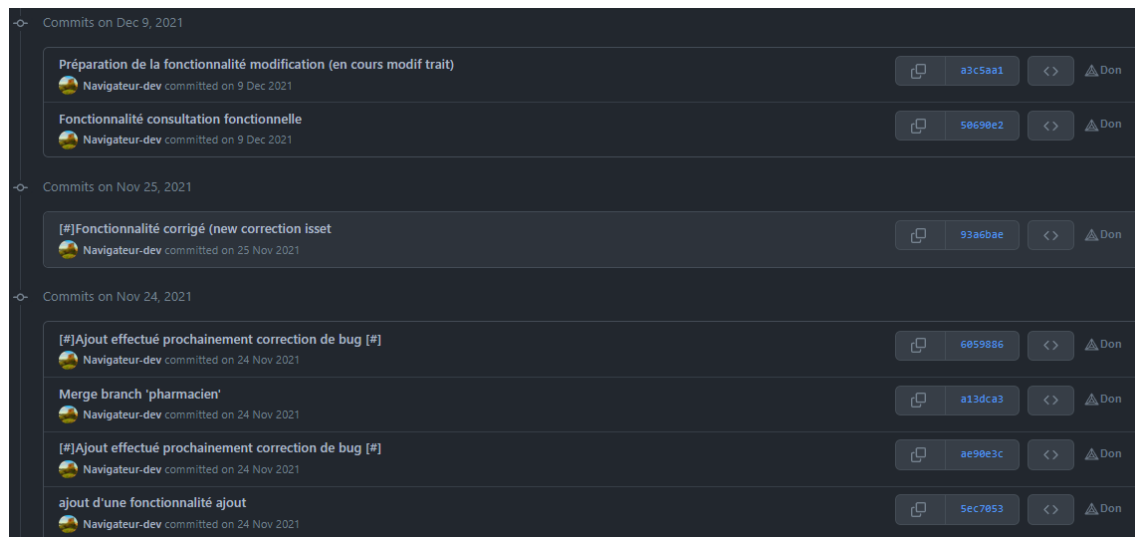 Commits on Dec 9, 2021
Préparation de la fonctionnalité modification (en cours modif trait)
Navigateur-dev committed on 9 Dec 2021
a3c5aa1
<>
Don
Fonctionnalité consultation fonctionnelle
Navigateur-dev committed on 9 Dec 2021
50690e2
<>
Don
Commits on Nov 25, 2021
[#]Fonctionnalité corrigé (new correction isset
Navigateur-dev committed on 25 Nov 2021
93a6bae
<>
Don
Commits on Nov 24, 2021
[#]Ajout effectué prochainement correction de bug [#]
Navigateur-dev committed on 24 Nov 2021
6059886
<>
Don
Merge branch 'pharmacien'
Navigateur-dev committed on 24 Nov 2021
a13dca3
<>
Don
[#]Ajout effectué prochainement correction de bug [#]
Navigateur-dev committed on 24 Nov 2021
ae90e3c
<>
Don
ajout d'une fonctionnalité ajout
Navigateur-dev committed on 24 Nov 2021
5ec7053
<>
Don